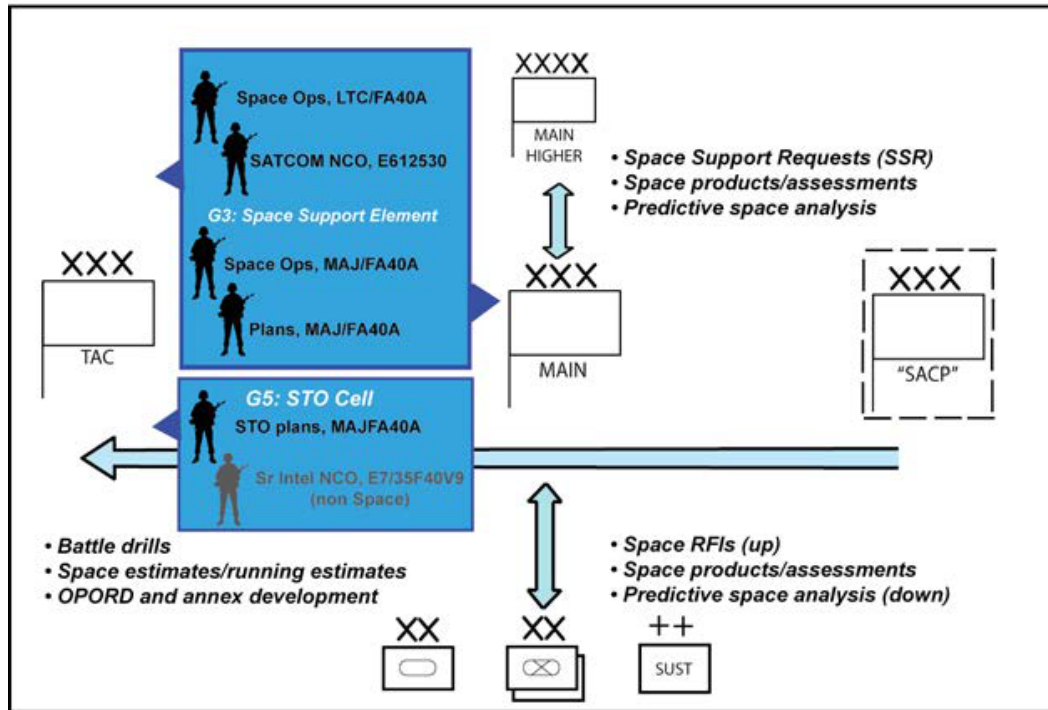 Space Ops, LTC/FA40A
SATCOM NCO, E612530
G3: Space Support Element
Space Ops, MAJ/FA40A
Plans, MAJ/FA40A
XXXX
MAIN
HIGHER
• Space Support Requests (SSR)
• Space products/assessments
• Predictive space analysis
XXX
TAC
XXX
MAIN
XXX
“SACP”
G5: STO Cell
STO plans, MAJFA40A
Sr Intel NCO, E7/35F40V9
(non Space)
• Battle drills
• Space estimates/running estimates
• OPORD and annex development
• Space RFIs (up)
• Space products/assessments
• Predictive space analysis (down)
XX
XX
++
SUST